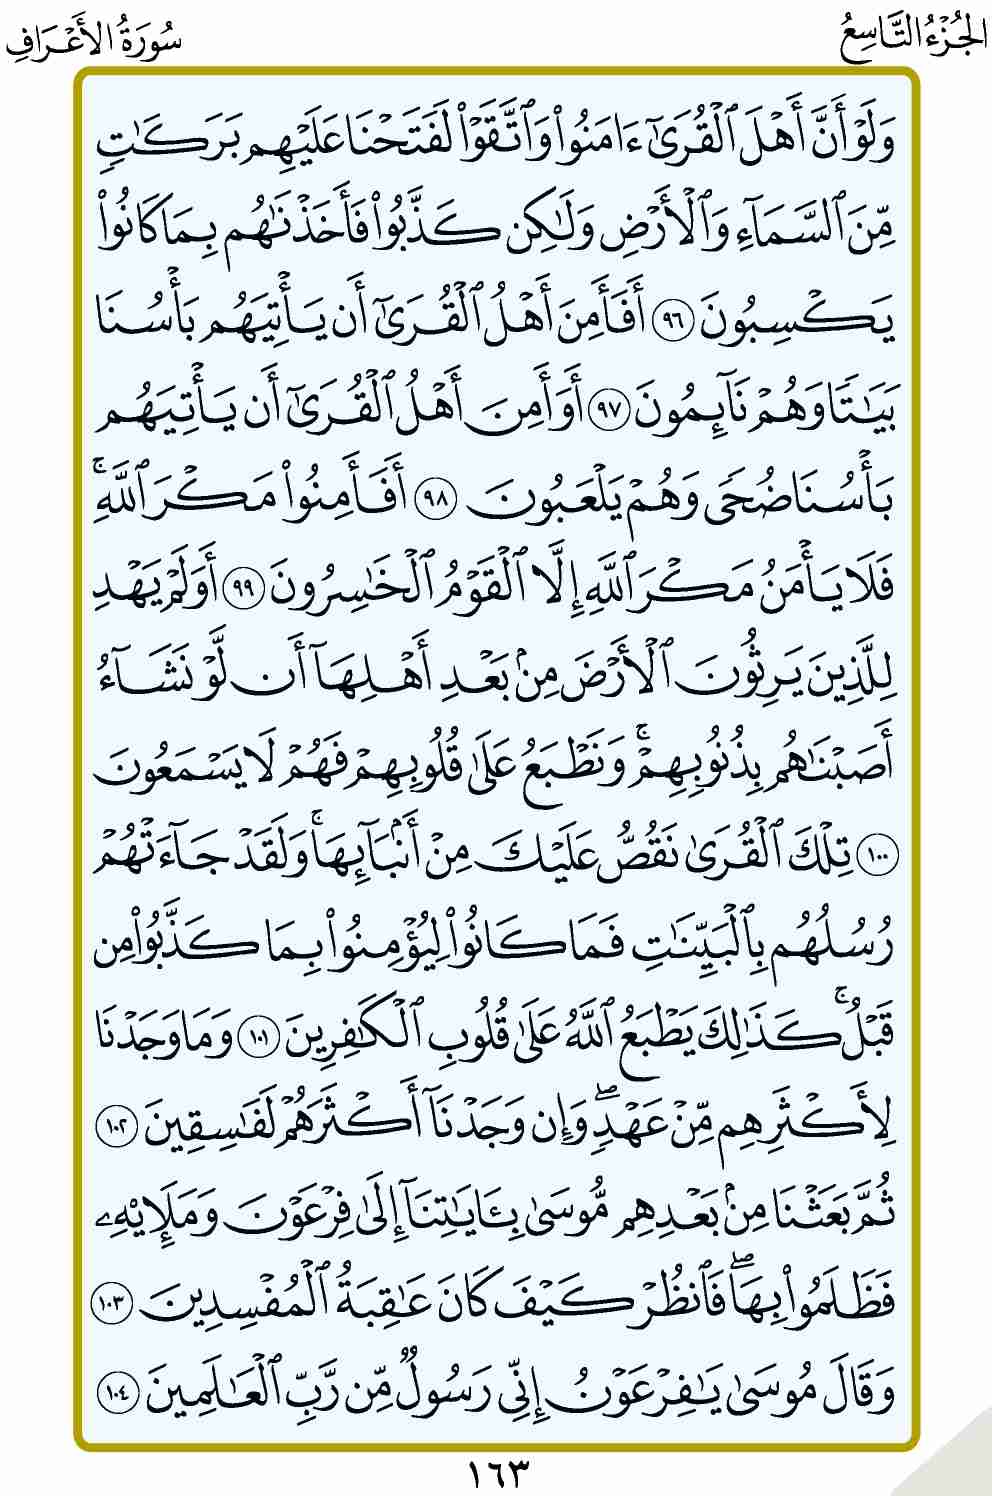 الجُزْءُ التَّاسِعُ
سُورَةُ الأَعْرَافِ
وَلَوْ أَنَّ أَهْلَ ٱلْقُرَىٰٓ ءَامَنُوا۟ وَٱتَّقَوْا۟ لَفَتَحْنَا عَلَيْهِم بَرَكَـٰتٍ
مِّنَ ٱلسَّمَآءِ وَٱلْأَرْضِ وَلَـٰكِن كَذَّبُوا۟ فَأَخَذْنَـٰهُم بِمَا كَانُوا۟
يَكْسِبُونَ ٩٦ أَفَأَمِنَ أَهْلُ ٱلْقُرَىٰٓ أَن يَأْتِيَهُم بَأْسُنَا
بَيَـٰتًا وَهُمْ نَآئِمُونَ ٩٧ أَوَأَمِنَ أَهْلُ ٱلْقُرَىٰٓ أَن يَأْتِيَهُم
بَأْسُنَا ضُحًى وَهُمْ يَلْعَبُونَ ٩٨ أَفَأَمِنُوا۟ مَكْرَ ٱللَّهِ ۚ
فَلَا يَأْمَنُ مَكْرَ ٱللَّهِ إِلَّا ٱلْقَوْمُ ٱلْخَـٰسِرُونَ ٩٩ أَوَلَمْ يَهْدِ
لِلَّذِينَ يَرِثُونَ ٱلْأَرْضَ مِنۢ بَعْدِ أَهْلِهَآ أَن لَّوْ نَشَآءُ
أَصَبْنَـٰهُم بِذُنُوبِهِمْ ۚ وَنَطْبَعُ عَلَىٰ قُلُوبِهِمْ فَهُمْ لَا يَسْمَعُونَ
١٠٠ تِلْكَ ٱلْقُرَىٰ نَقُصُّ عَلَيْكَ مِنْ أَنۢبَآئِهَا ۚ وَلَقَدْ جَآءَتْهُمْ
رُسُلُهُم بِٱلْبَيِّنَـٰتِ فَمَا كَانُوا۟ لِيُؤْمِنُوا۟ بِمَا كَذَّبُوا۟ مِن
قَبْلُ ۚ كَذَٰلِكَ يَطْبَعُ ٱللَّهُ عَلَىٰ قُلُوبِ ٱلْكَـٰفِرِينَ ١٠١ وَمَا وَجَدْنَا
لِأَكْثَرِهِم مِّنْ عَهْدٍ ۖ وَإِن وَجَدْنَآ أَكْثَرَهُمْ لَفَـٰسِقِينَ ١٠٢
ثُمَّ بَعَثْنَا مِنۢ بَعْدِهِم مُّوسَىٰ بِـَٔايَـٰتِنَآ إِلَىٰ فِرْعَوْنَ وَمَلَإِي۟هِۦ
فَظَلَمُوا۟ بِهَا ۖ فَٱنظُرْ كَيْفَ كَانَ عَـٰقِبَةُ ٱلْمُفْسِدِينَ ١٠٣
وَقَالَ مُوسَىٰ يَـٰفِرْعَوْنُ إِنِّى رَسُولٌ مِّن رَّبِّ ٱلْعَـٰلَمِينَ ١٠٤
١٦٣